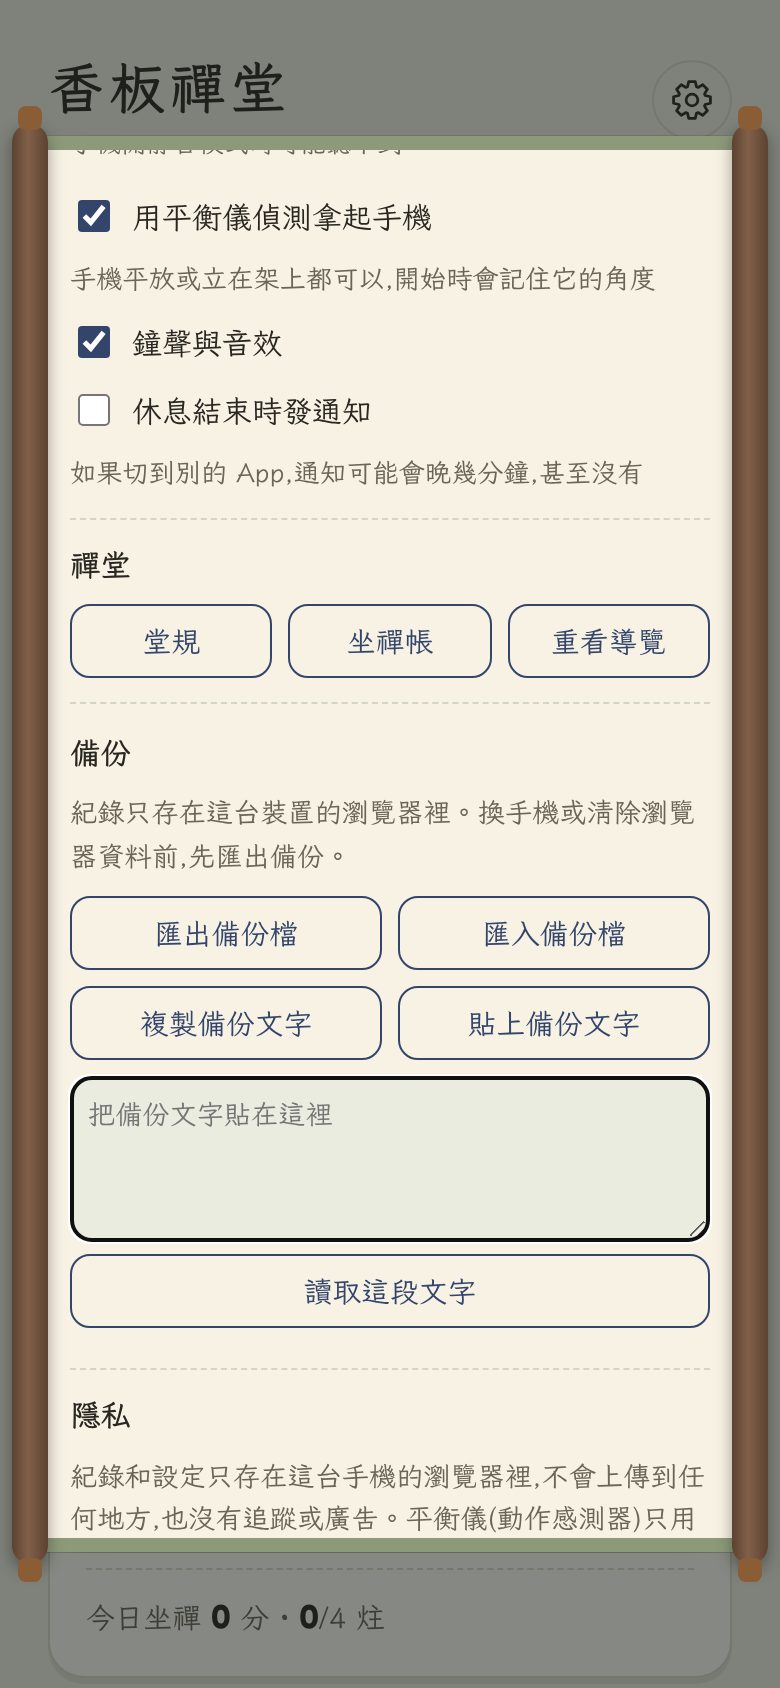 香板禪堂
用平衡儀偵測拿起手機
手機平放或立在架上都可以,開始時會記住它的角度
鐘聲與音效
休息結束時發通知
如果切到別的 App,通知可能會晚幾分鐘,甚至沒有
禪堂
堂規
坐禪帳
重看導覽
備份
紀錄只存在這台裝置的瀏覽器裡。換手機或清除瀏覽
器資料前,先匯出備份。
匯出備份檔
匯入備份檔
複製備份文字
貼上備份文字
把備份文字貼在這裡
讀取這段文字
隱私
紀錄和設定只存在這台手機的瀏覽器裡,不會上傳到任
何地方,也沒有追蹤或廣告。平衡儀(動作感測器)只用
今日坐禪 0 分・0/4 炷